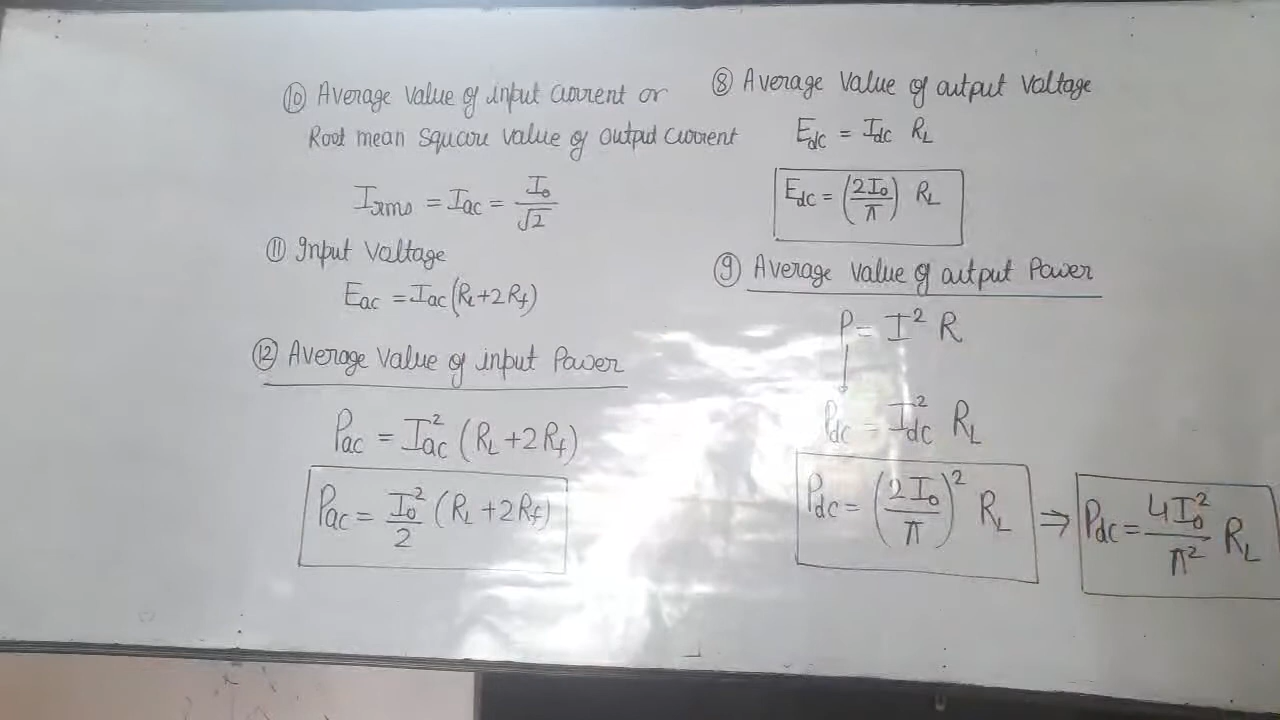 ⑩ Average value of input current or
Root mean square value of output current
Irms = Iac = I₀/√2
⑪ Input Voltage
Eac = Iac(RL+2Rf)
⑫ Average value of input Power
Pac = I²ac (RL+2Rf)
Pac = I₀²/2 (RL+2Rf)
⑧ Average value of output voltage
Edc = Idc RL
Edc = (2I₀/π) RL
⑨ Average value of output Power
P = I² R
Pdc = I²dc RL
Pdc = (2I₀/π)² RL ⇒ Pdc = 4I₀²/π² RL